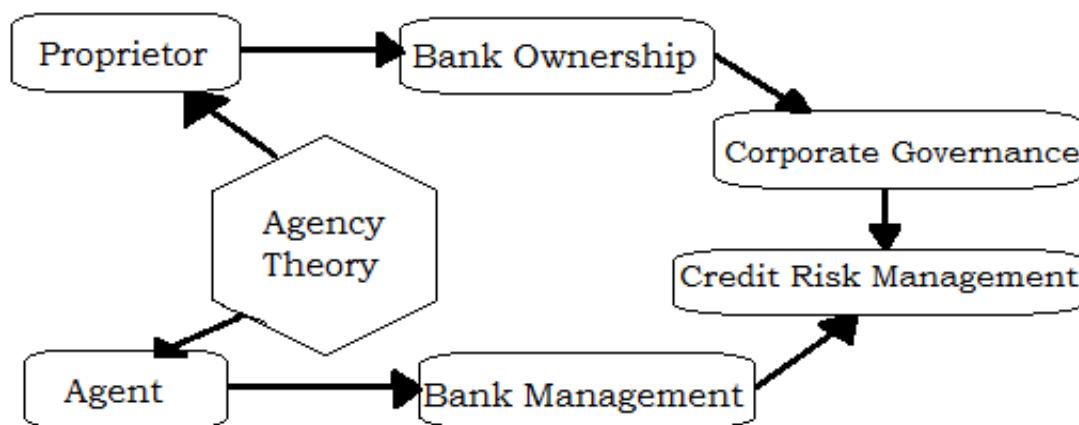 Proprietor
Bank Ownership
Corporate Governance
Agency
Theory
Credit Risk Management
Agent
Bank Management